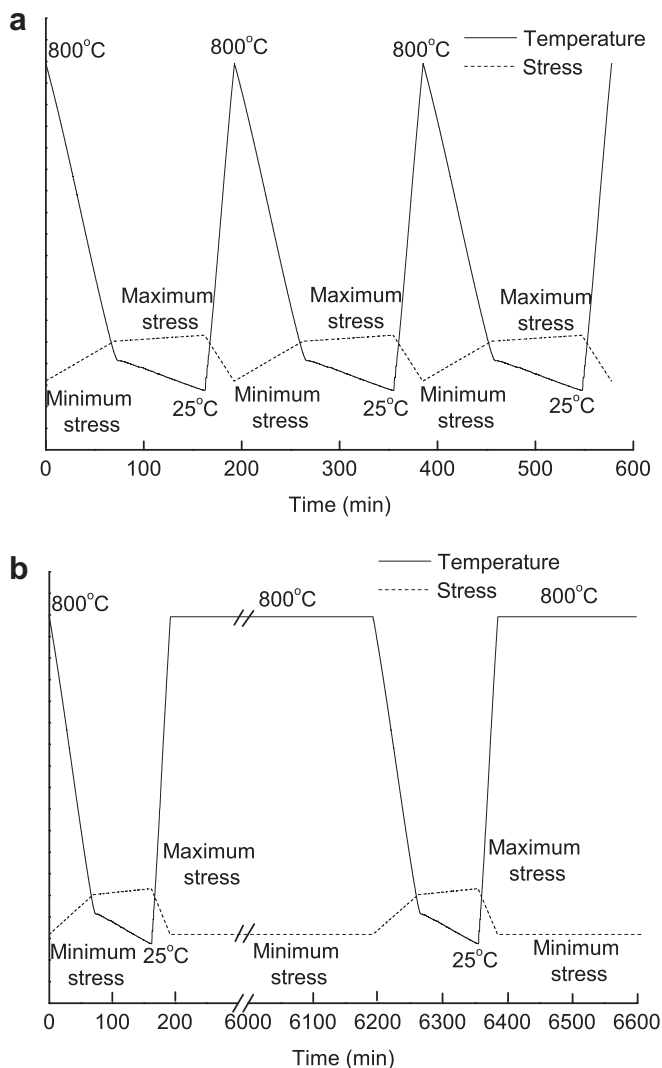 a
800°C
800°C
800°C
Temperature
Stress
Maximum
stress
Maximum
stress
Maximum
stress
Minimum
stress
25°C
Minimum
stress
25°C
Minimum
stress
25°C
0 100 200 300 400 500 600
Time (min)
b
800°C
800°C
Temperature
Stress
800°C
Maximum
stress
Maximum
stress
Minimum
stress
25°C
Minimum
stress
25°C
Minimum
stress
0 100 200 6000 6100 6200 6300 6400 6500 6600
Time (min)